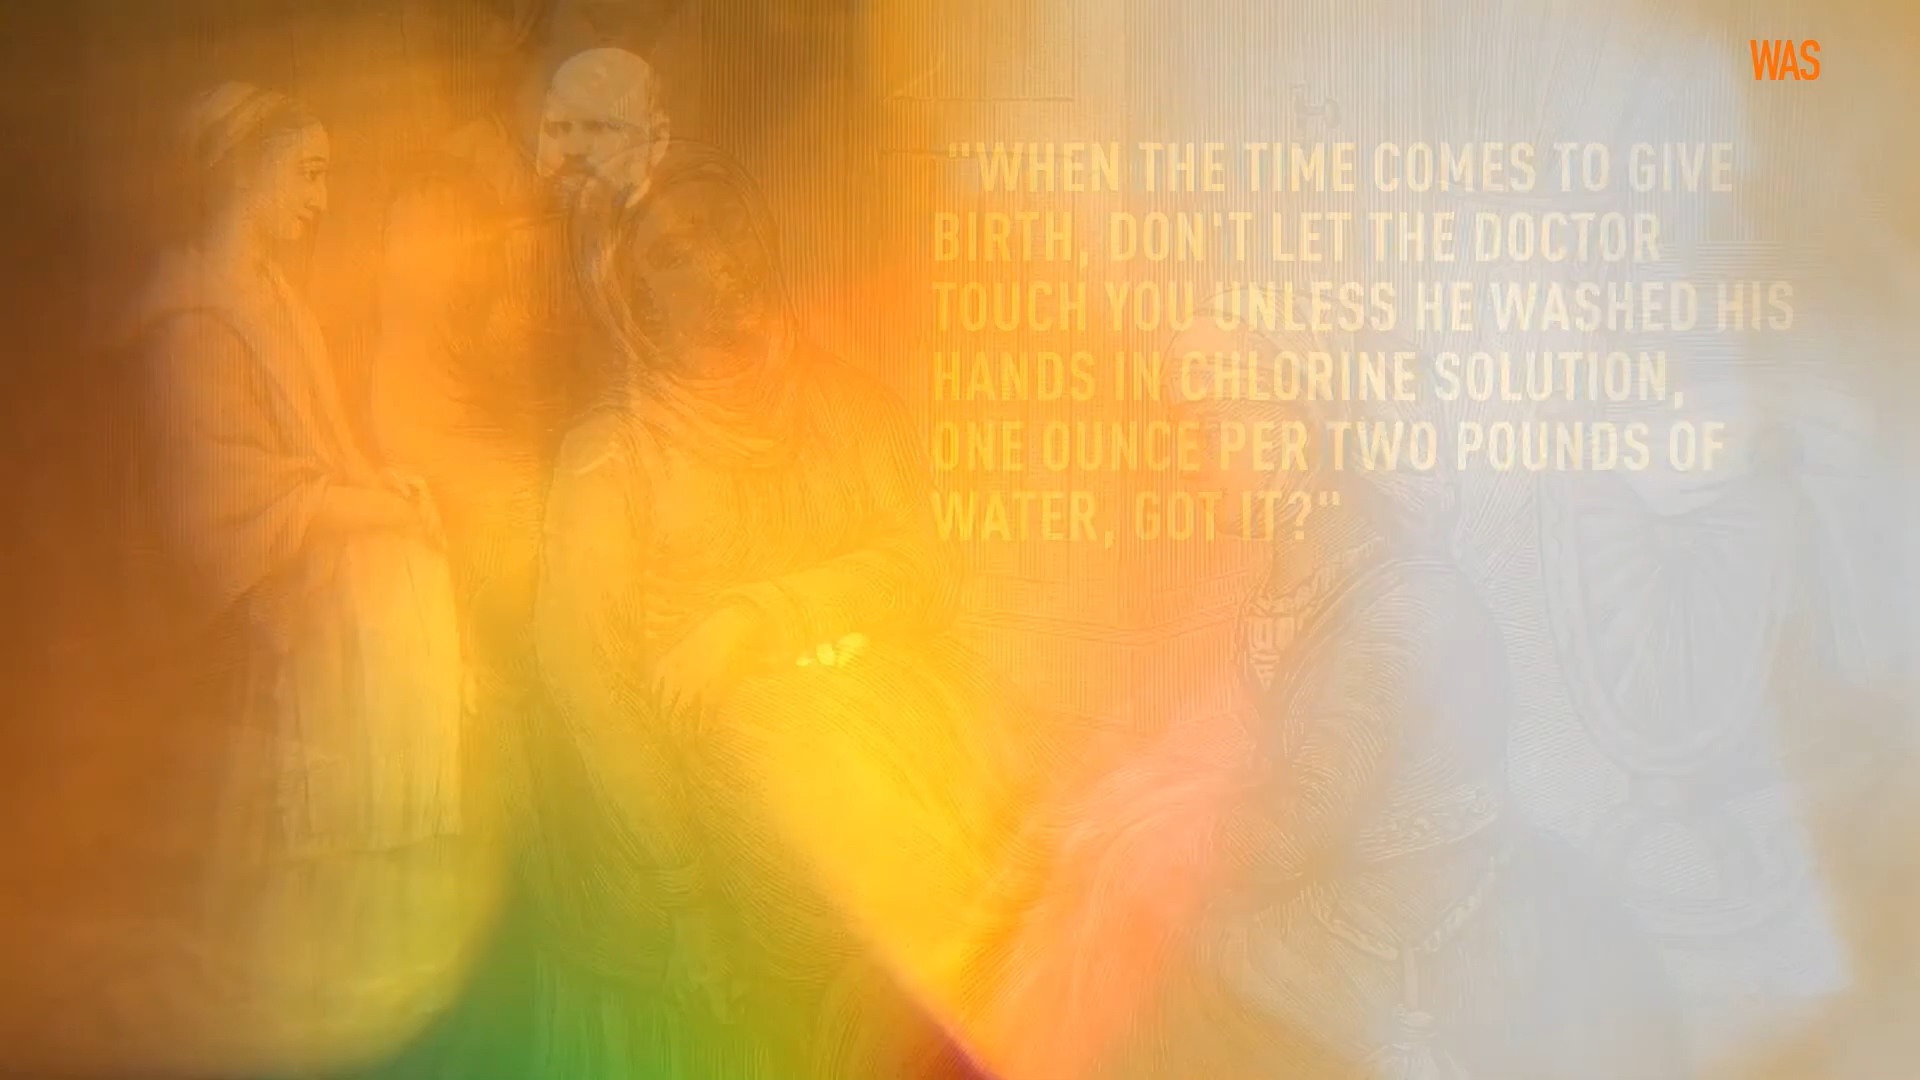 WAS
"WHEN THE TIME COMES TO GIVE
BIRTH, DON'T LET THE DOCTOR
TOUCH YOU UNLESS HE WASHED HIS
HANDS IN CHLORINE SOLUTION,
ONE OUNCE PER TWO POUNDS OF
WATER, GOT IT?"